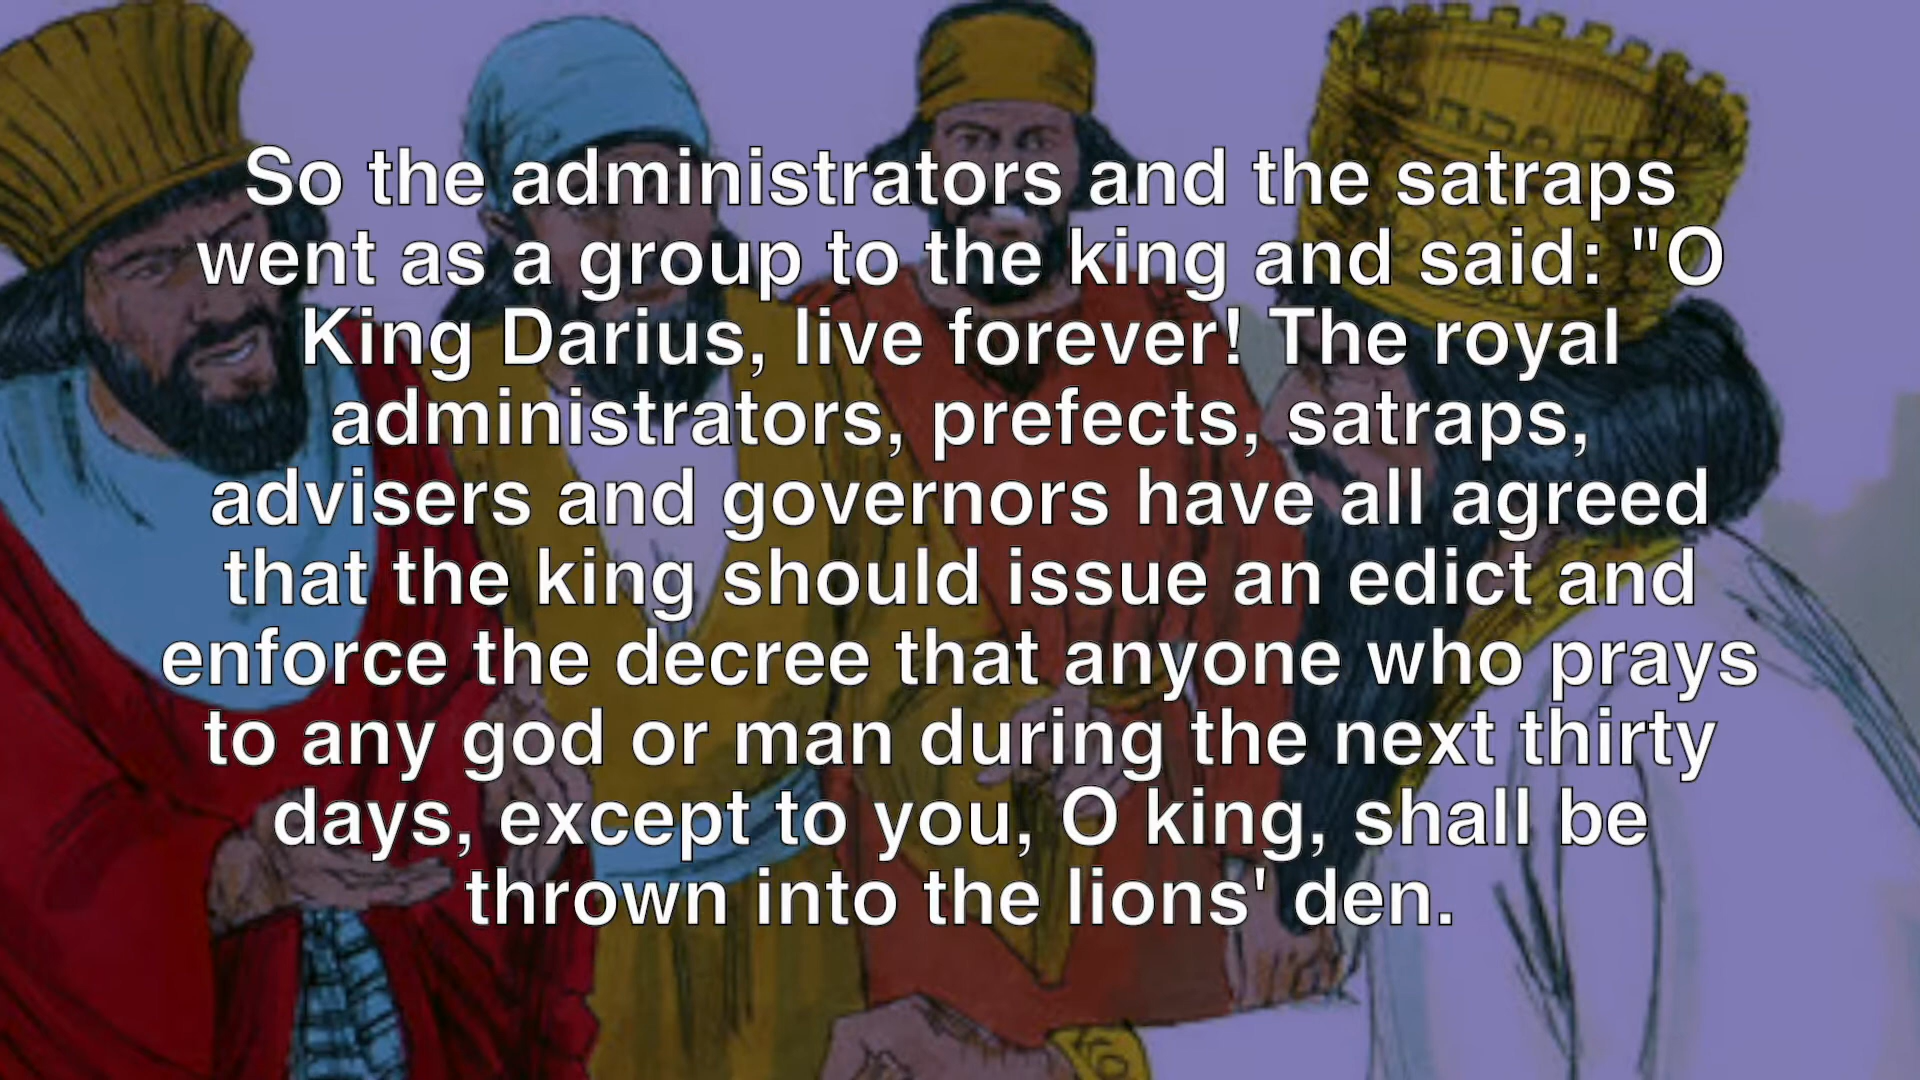 So the administrators and the satraps
went as a group to the king and said: "O
King Darius, live forever! The royal
administrators, prefects, satraps,
advisers and governors have all agreed
that the king should issue an edict and
enforce the decree that anyone who prays
to any god or man during the next thirty
days, except to you, O king, shall be
thrown into the lions' den.